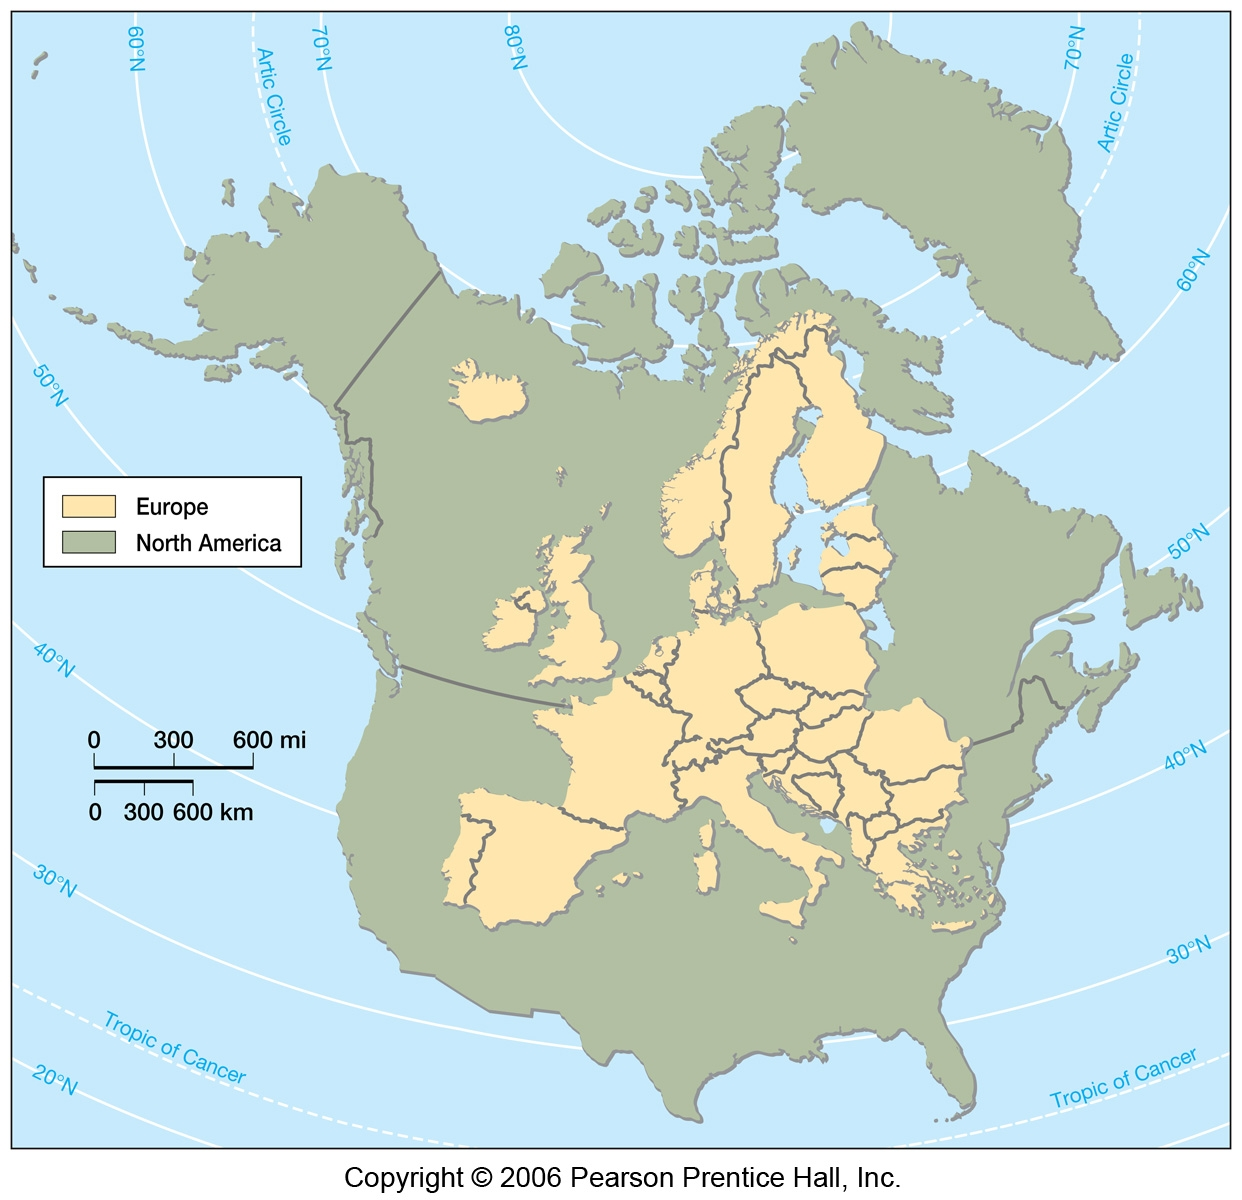 60°N
Artic Circle
70°N
80°N
70°N
Artic Circle
60°N
50°N
Europe
North America
50°N
40°N
0 300 600 mi
0 300 600 km
40°N
30°N
30°N
Tropic of Cancer
20°N
Tropic of Cancer
Copyright © 2006 Pearson Prentice Hall, Inc.